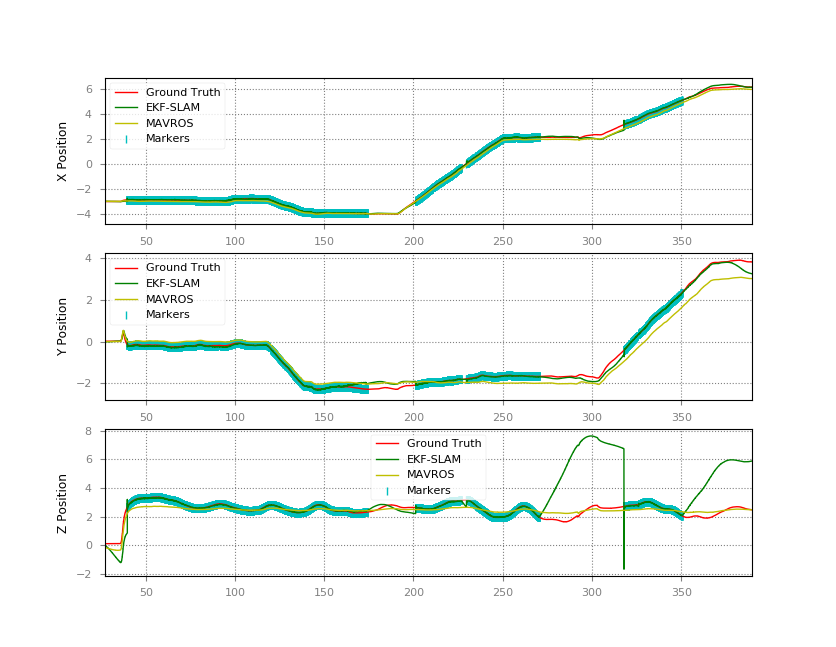 6
4
2
0
−2
−4
X Position
Ground Truth
EKF-SLAM
MAVROS
Markers
50 100 150 200 250 300 350
4
2
0
−2
Y Position
Ground Truth
EKF-SLAM
MAVROS
Markers
50 100 150 200 250 300 350
8
6
4
2
0
−2
Z Position
Ground Truth
EKF-SLAM
MAVROS
Markers
50 100 150 200 250 300 350